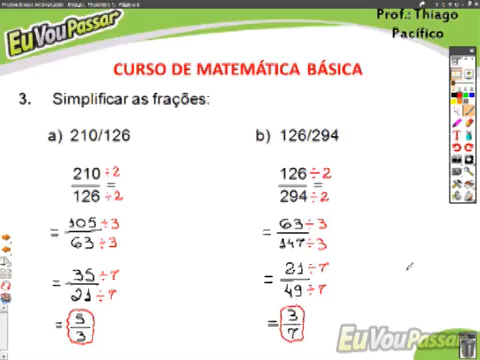 Prof.: Thiago
Pacífico
EuVouPassar
CURSO DE MATEMÁTICA BÁSICA
3. Simplificar as frações:
a) 210/126
b) 126/294
210 ÷2
126 ÷2
=
126 ÷2
294 ÷2
=
= 105 ÷3
63 ÷3
= 63 ÷3
147 ÷3
= 35 ÷7
21 ÷7
= 21 ÷7
49 ÷7
= 5
3
= 3
7
EuVouPassar